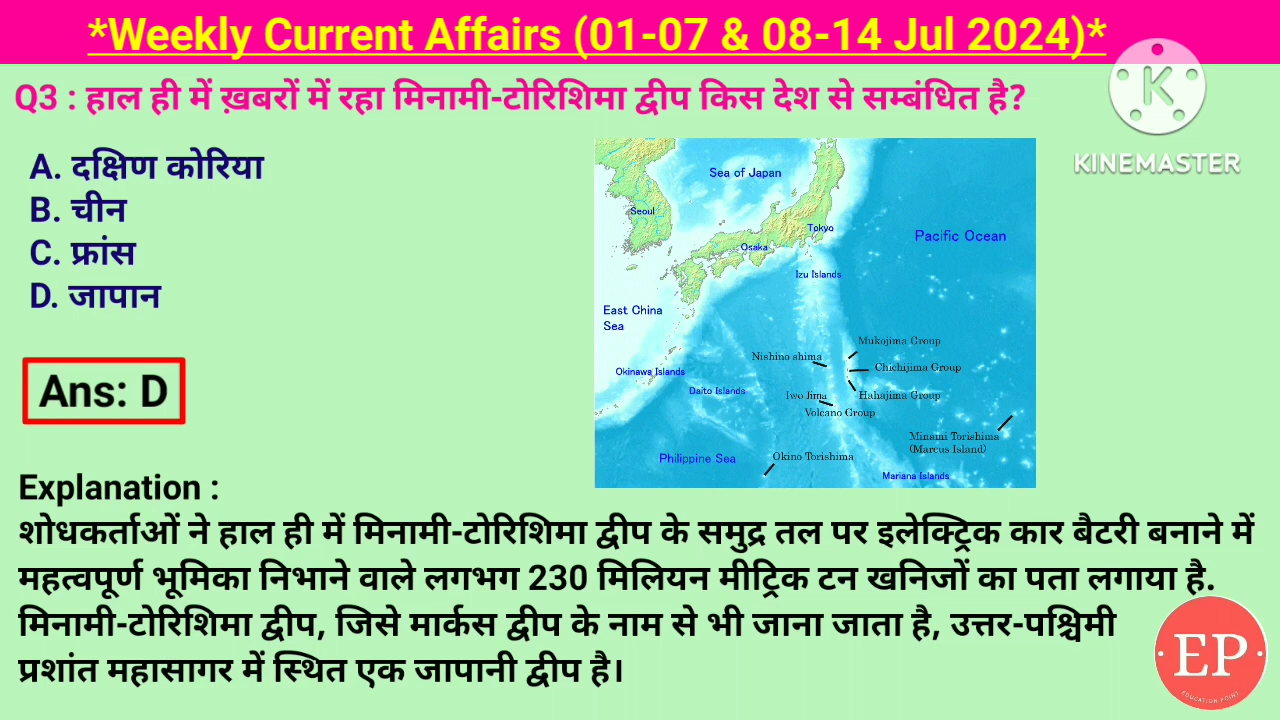 *Weekly Current Affairs (01-07 & 08-14 Jul 2024)*
Q3 : हाल ही में ख़बरों में रहा मिनामी-टोरिशिमा द्वीप किस देश से सम्बंधित है?
K
KINEMASTER
A. दक्षिण कोरिया
B. चीन
C. फ्रांस
D. जापान
Sea of Japan
Seoul
Tokyo
Pacific Ocean
Osaka
Izu Islands
East China
Sea
Mukojima Group
Nishino shima
Chichijima Group
Okinawa Islands
Daito Islands
Iwo Jima
Hahajima Group
Volcano Group
Minami Torishima
(Marcus Island)
Philippine Sea
Okino Torishima
Mariana Islands
Ans: D
Explanation :
शोधकर्ताओं ने हाल ही में मिनामी-टोरिशिमा द्वीप के समुद्र तल पर इलेक्ट्रिक कार बैटरी बनाने में
महत्वपूर्ण भूमिका निभाने वाले लगभग 230 मिलियन मीट्रिक टन खनिजों का पता लगाया है.
मिनामी-टोरिशिमा द्वीप, जिसे मार्कस द्वीप के नाम से भी जाना जाता है, उत्तर-पश्चिमी
प्रशांत महासागर में स्थित एक जापानी द्वीप है।
EP
EDUCATION POINT